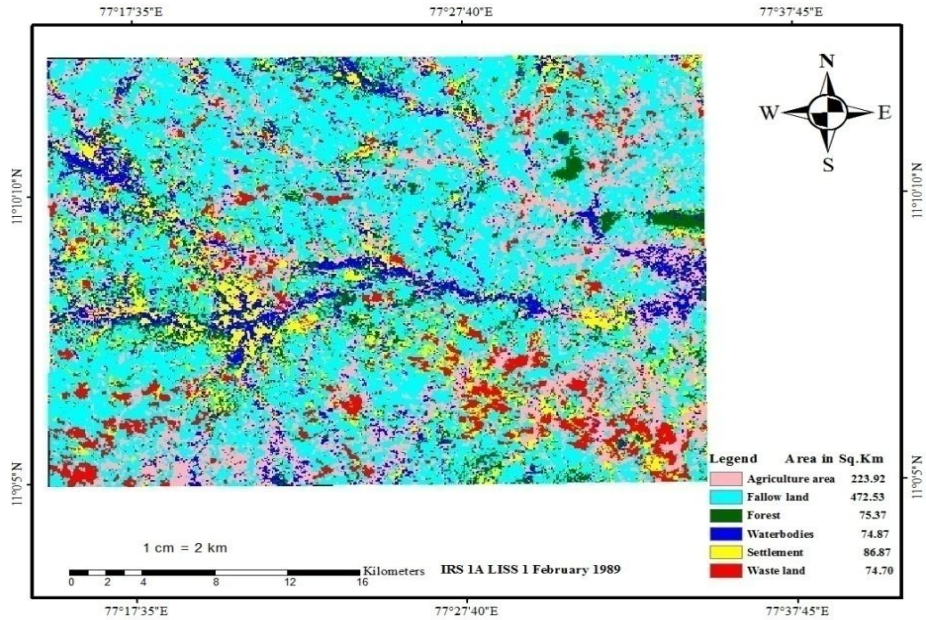 77°17'35"E 77°27'40"E 77°37'45"E
N
W E
S
11°10'10"N 11°10'10"N
11°0'5"N 11°0'5"N
Legend Area in Sq.Km
Agriculture area 223.92
Fallow land 472.53
Forest 75.37
Waterbodies 74.87
Settlement 86.87
Waste land 74.70
1 cm = 2 km
Kilometers
0 2 4 8 12 16
IRS 1A LISS 1 February 1989
77°17'35"E 77°27'40"E 77°37'45"E